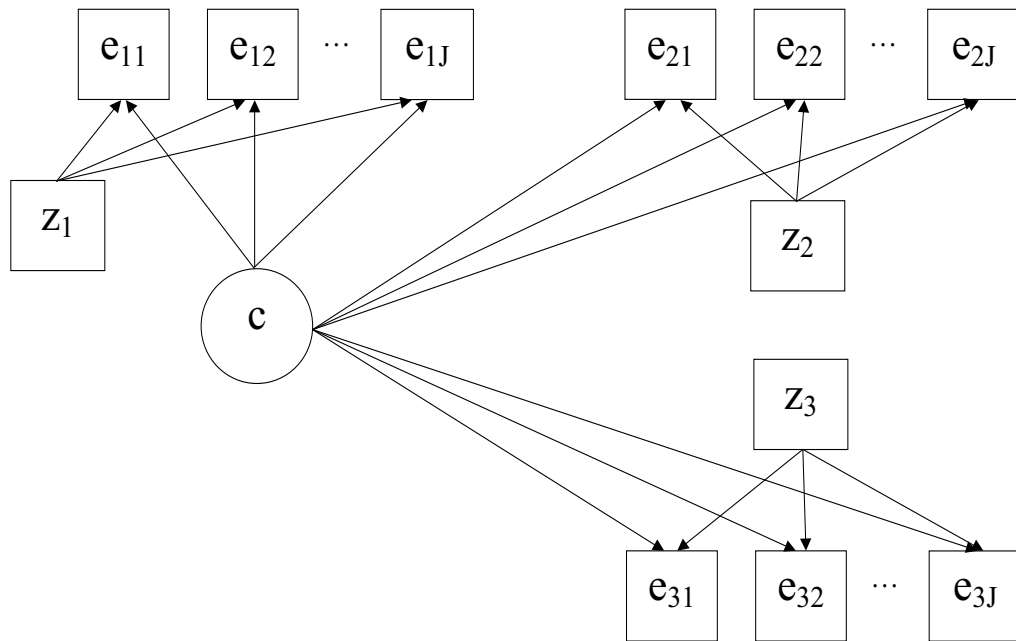 e₁₁ e₁₂ ... e₁J e₂₁ e₂₂ ... e₂J
z₁
z₂
c
z₃
e₃₁ e₃₂ ... e₃J